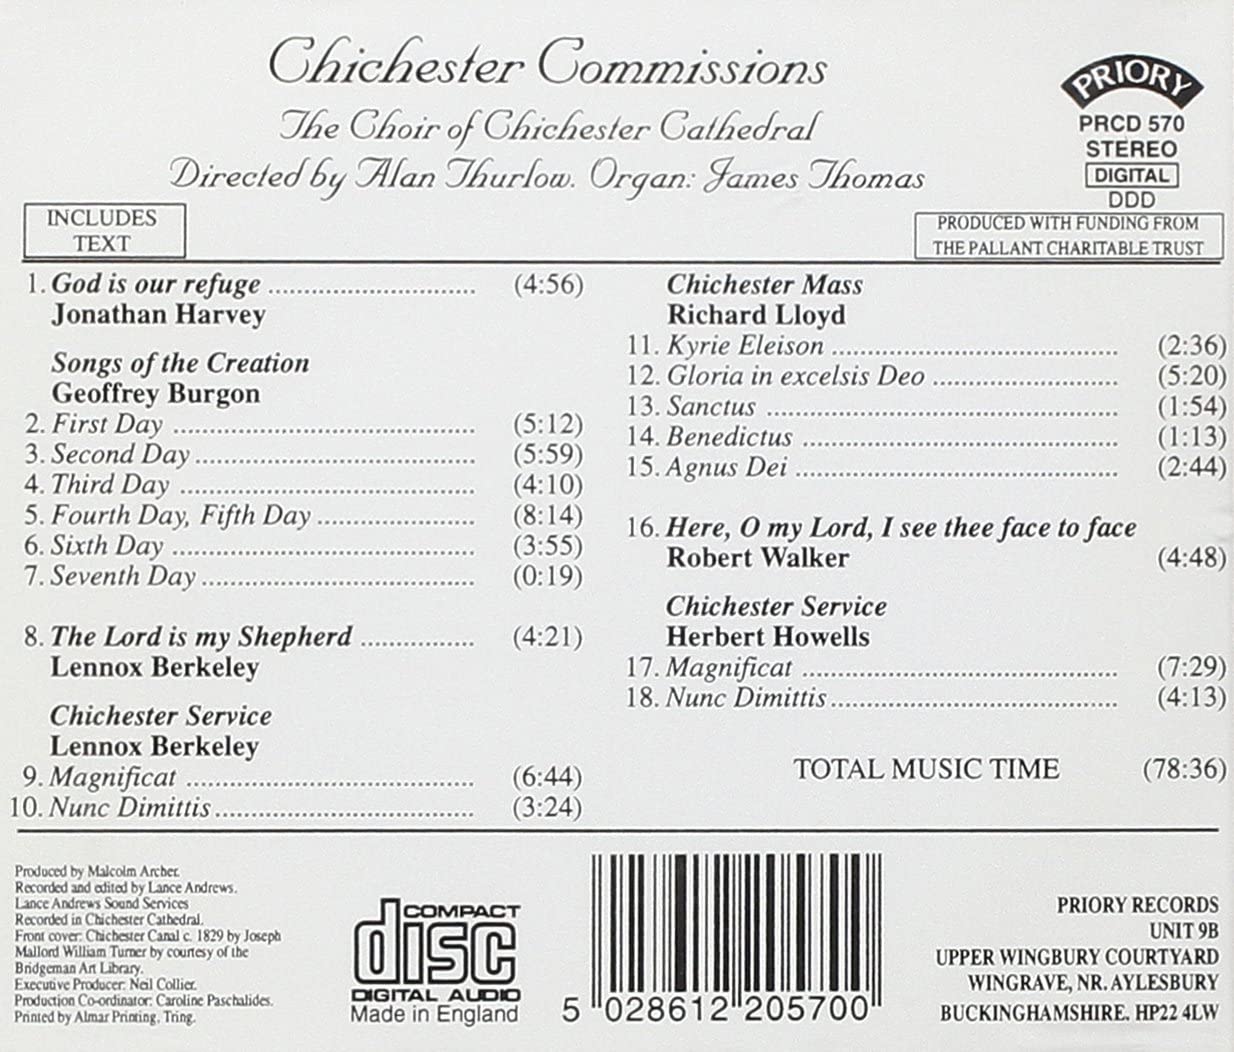 Chichester Commissions
The Choir of Chichester Cathedral
Directed by Alan Thurlow. Organ: James Thomas
PRIORY
PRCD 570
STEREO
DIGITAL
DDD
INCLUDES
TEXT
PRODUCED WITH FUNDING FROM
THE PALLANT CHARITABLE TRUST
1. God is our refuge ............................. (4:56)
Jonathan Harvey
Songs of the Creation
Geoffrey Burgon
2. First Day .......................................... (5:12)
3. Second Day ....................................... (5:59)
4. Third Day ......................................... (4:10)
5. Fourth Day, Fifth Day ...................... (8:14)
6. Sixth Day .......................................... (3:55)
7. Seventh Day ...................................... (0:19)
8. The Lord is my Shepherd ................ (4:21)
Lennox Berkeley
Chichester Service
Lennox Berkeley
9. Magnificat ........................................ (6:44)
10. Nunc Dimittis .................................... (3:24)
Chichester Mass
Richard Lloyd
11. Kyrie Eleison ........................................ (2:36)
12. Gloria in excelsis Deo .......................... (5:20)
13. Sanctus ................................................. (1:54)
14. Benedictus ............................................ (1:13)
15. Agnus Dei ............................................. (2:44)
16. Here, O my Lord, I see thee face to face
Robert Walker (4:48)
Chichester Service
Herbert Howells
17. Magnificat ............................................ (7:29)
18. Nunc Dimittis ........................................ (4:13)
TOTAL MUSIC TIME (78:36)
Produced by Malcolm Archer.
Recorded and edited by Lance Andrews.
Lance Andrews Sound Services
Recorded in Chichester Cathedral.
Front cover: Chichester Canal c. 1829 by Joseph
Mallord William Turner by courtesy of the
Bridgeman Art Library.
Executive Producer: Neil Collier.
Production Co-ordinator: Caroline Paschalides.
Printed by Almar Printing, Tring.
COMPACT
disc
DIGITAL AUDIO
Made in England
5 028612 205700
PRIORY RECORDS
UNIT 9B
UPPER WINGBURY COURTYARD
WINGRAVE, NR. AYLESBURY
BUCKINGHAMSHIRE. HP22 4LW